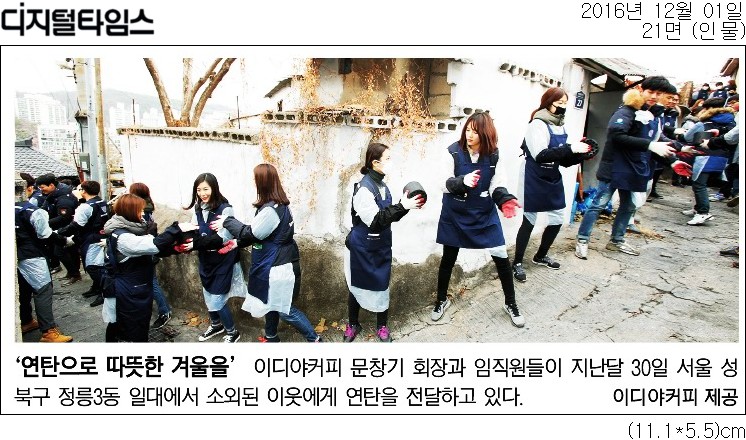 디지털타임스
2016년 12월 01일
21면 (인물)
‘연탄으로 따뜻한 겨울을’ 이디야커피 문창기 회장과 임직원들이 지난달 30일 서울 성
북구 정릉3동 일대에서 소외된 이웃에게 연탄을 전달하고 있다. 이디야커피 제공
(11.1*5.5)cm